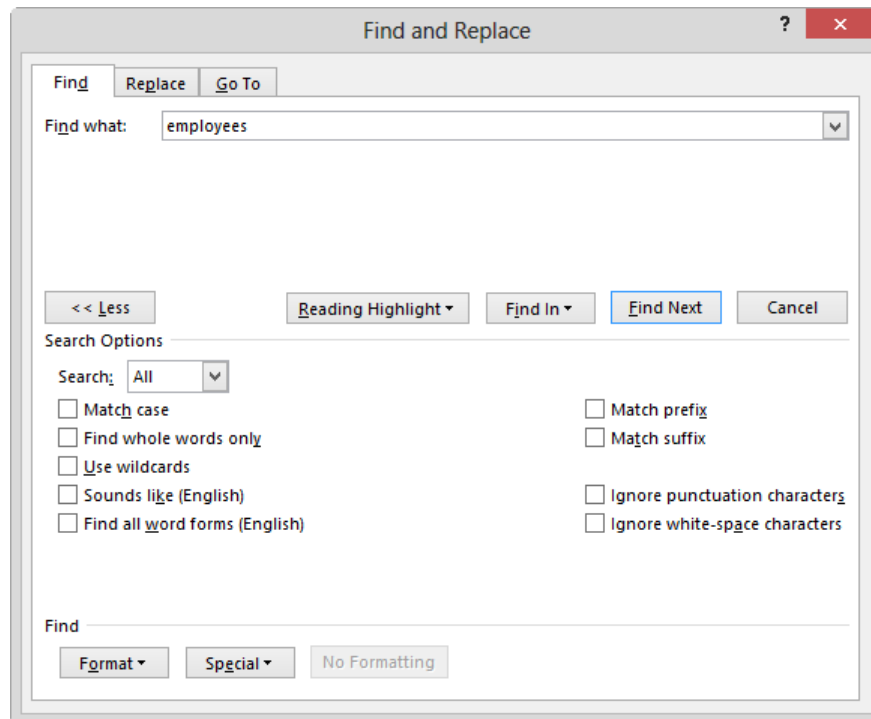 Find and Replace ?
Find Replace Go To
Find what: employees
<< Less Reading Highlight Find In Find Next Cancel
Search Options
Search: All
Match case Match prefix
Find whole words only Match suffix
Use wildcards
Sounds like (English) Ignore punctuation characters
Find all word forms (English) Ignore white-space characters
Find
Format Special No Formatting